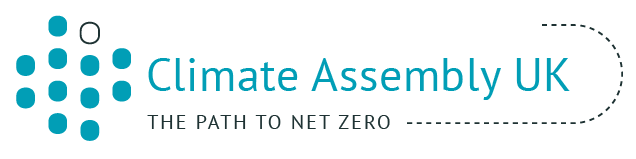 Climate Assembly UK
THE PATH TO NET ZERO